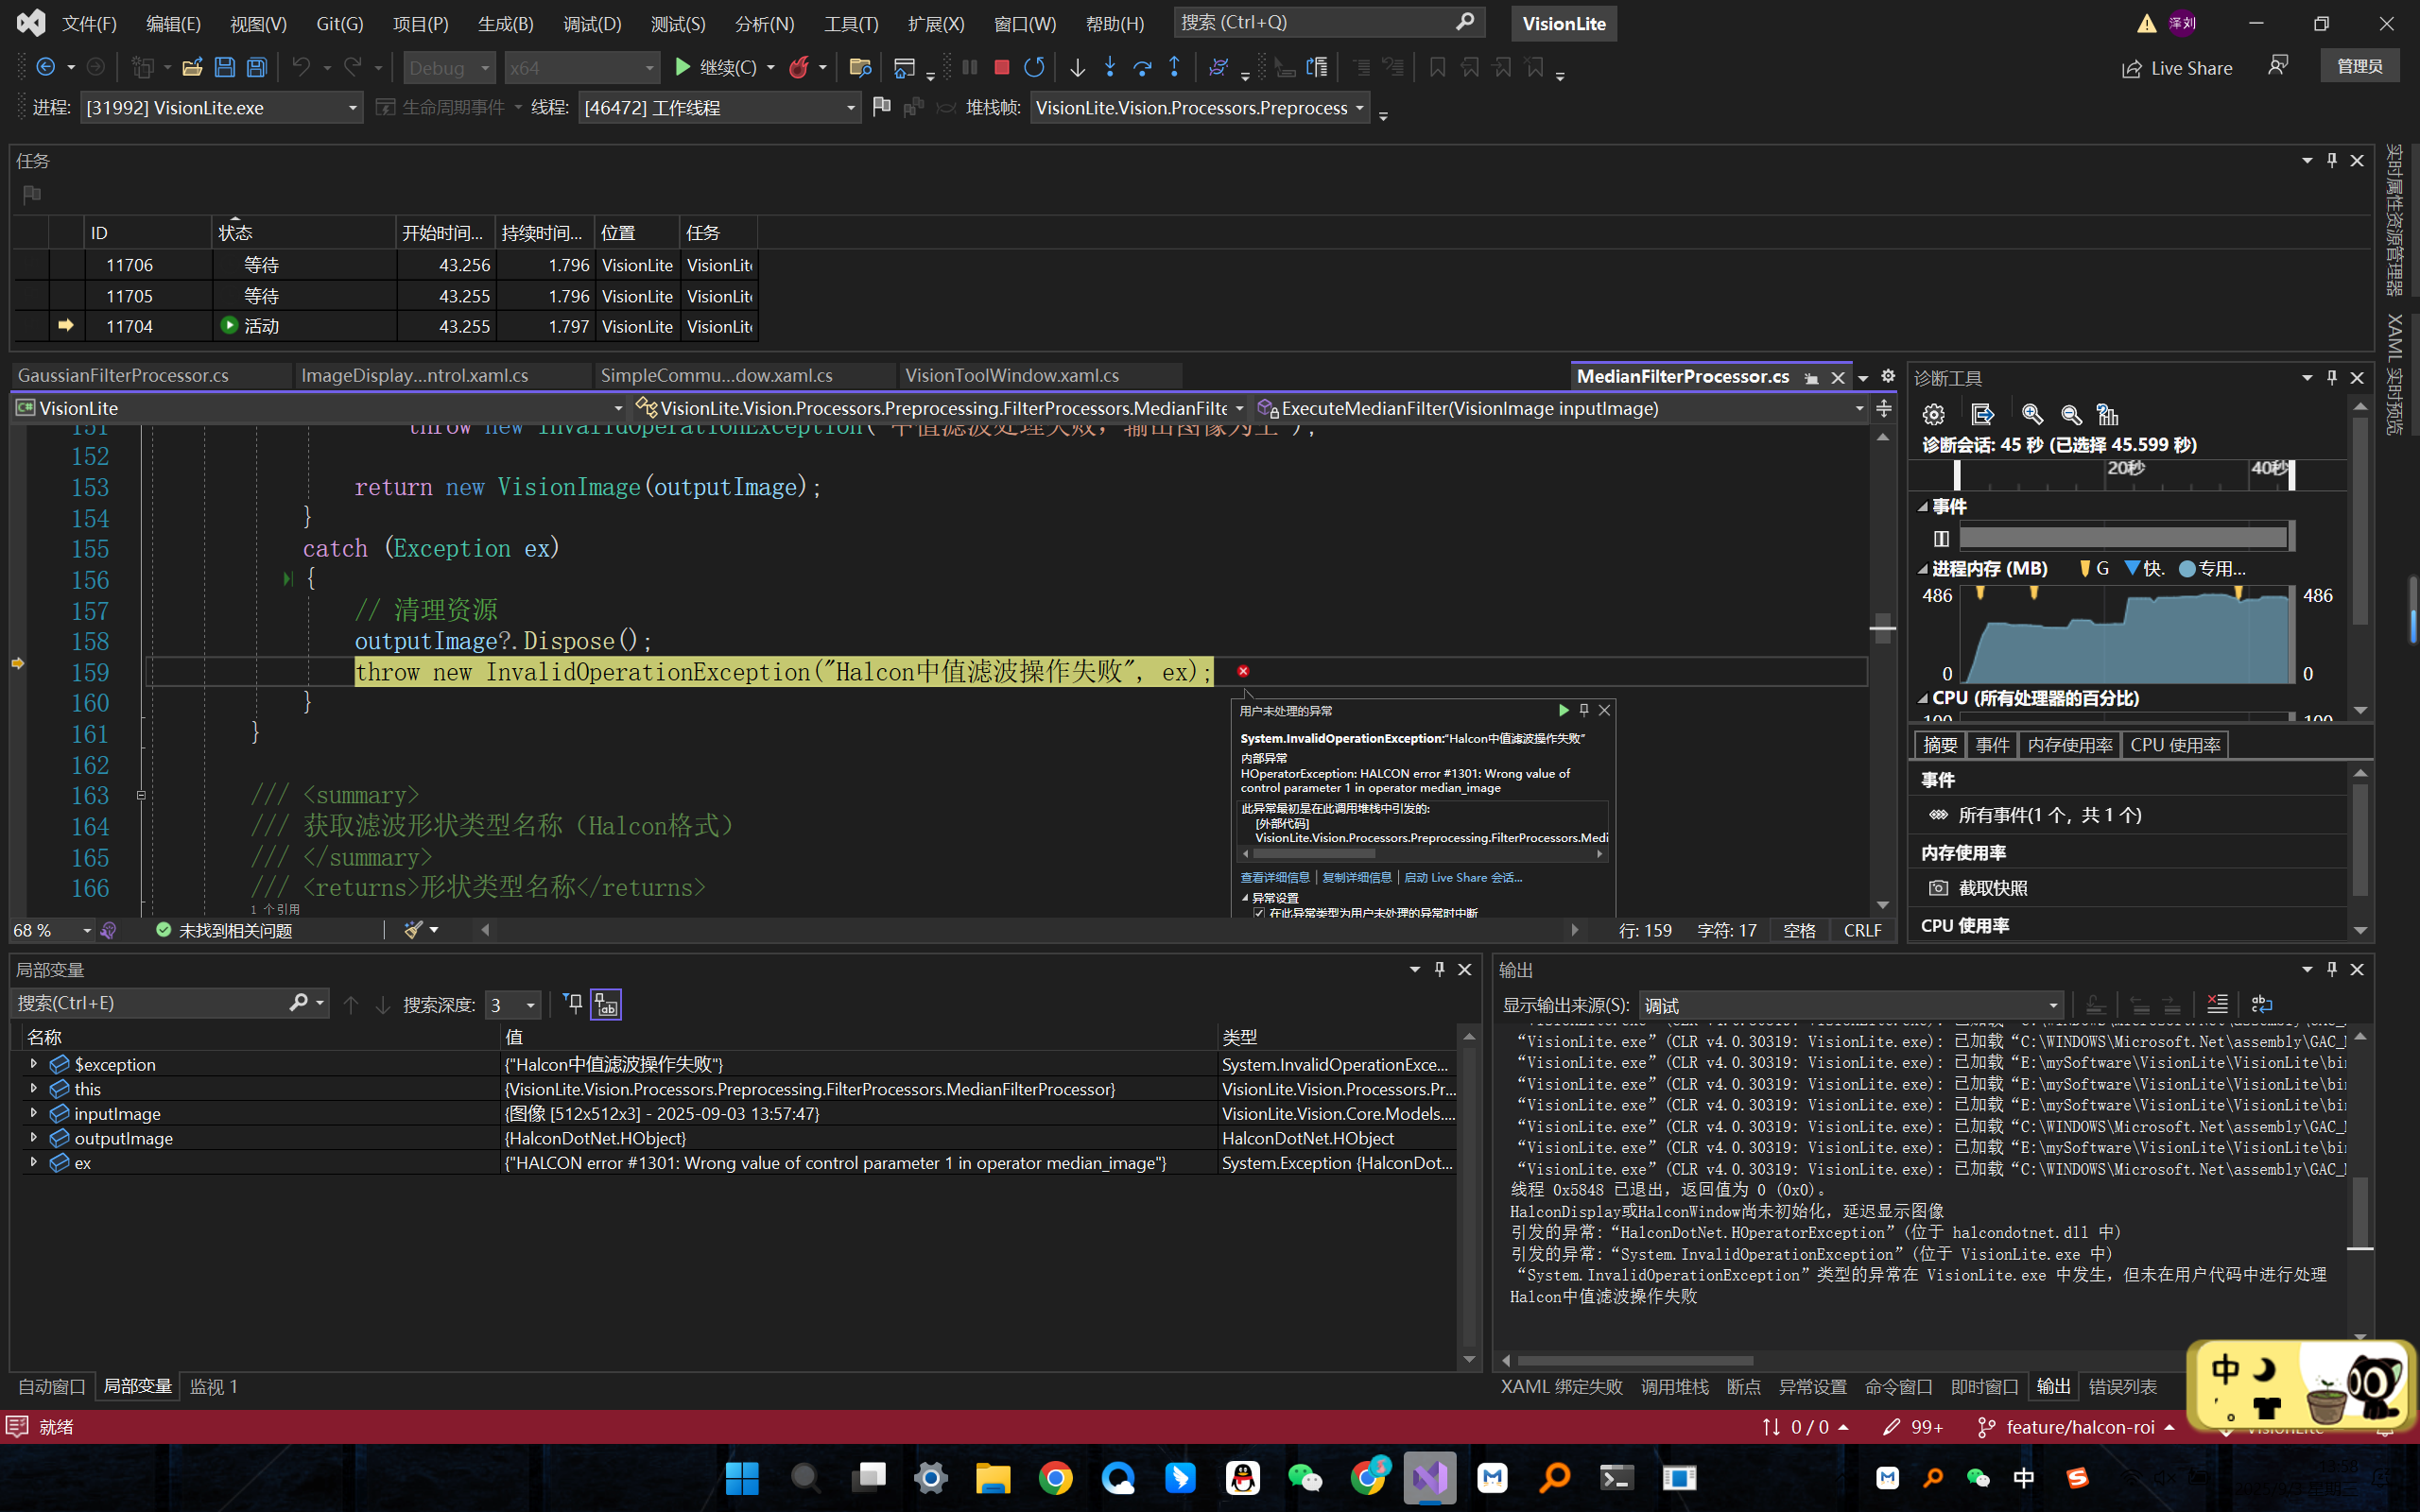 文件(F) 编辑(E) 视图(V) Git(G) 项目(P) 生成(B) 调试(D) 测试(S) 分析(N) 工具(T) 扩展(X) 窗口(W) 帮助(H) 搜索 (Ctrl+Q) VisionLite 泽刘
Debug x64 继续(C) Live Share 管理员
进程: [31992] VisionLite.exe 生命周期事件 线程: [46472] 工作线程 堆栈帧: VisionLite.Vision.Processors.Preprocess
任务
ID 状态 开始时间... 持续时间... 位置 任务
11706 等待 43.256 1.796 VisionLite VisionLit
11705 等待 43.255 1.796 VisionLite VisionLit
11704 活动 43.255 1.797 VisionLite VisionLit
实时属性资源管理器
XAML 实时预览
GaussianFilterProcessor.cs ImageDisplay...ntrol.xaml.cs SimpleCommu...dow.xaml.cs VisionToolWindow.xaml.cs MedianFilterProcessor.cs
VisionLite VisionLite.Vision.Processors.Preprocessing.FilterProcessors.MedianFilte ExecuteMedianFilter(VisionImage inputImage)
151 throw new InvalidOperationException("中值滤波处理失败，输出图像为空");
152
153 return new VisionImage(outputImage);
154 }
155 catch (Exception ex)
156 {
157 // 清理资源
158 outputImage?.Dispose();
159 throw new InvalidOperationException("Halcon中值滤波操作失败", ex);
160 }
161 }
162
163 /// <summary>
164 /// 获取滤波形状类型名称（Halcon格式）
165 /// </summary>
166 /// <returns>形状类型名称</returns>
1 个引用
用户未处理的异常
System.InvalidOperationException:"Halcon中值滤波操作失败"
内部异常
HOperatorException: HALCON error #1301: Wrong value of
control parameter 1 in operator median_image
此异常最初是在此调用堆栈中引发的:
[外部代码]
VisionLite.Vision.Processors.Preprocessing.FilterProcessors.Medi
查看详细信息 | 复制详细信息 | 启动 Live Share 会话...
异常设置
在此异常类型为用户未处理的异常时中断
68 % 未找到相关问题 行: 159 字符: 17 空格 CRLF
诊断工具
诊断会话: 45 秒 (已选择 45.599 秒)
20秒 40秒
事件
进程内存 (MB) G 快. 专用...
486 486
0 0
CPU (所有处理器的百分比)
100 100
摘要 事件 内存使用率 CPU 使用率
事件
所有事件(1 个，共 1 个)
内存使用率
截取快照
CPU 使用率
局部变量
搜索(Ctrl+E) 搜索深度: 3
名称 值 类型
$exception {"Halcon中值滤波操作失败"} System.InvalidOperationExce...
this {VisionLite.Vision.Processors.Preprocessing.FilterProcessors.MedianFilterProcessor} VisionLite.Vision.Processors.Pr...
inputImage {图像 [512x512x3] - 2025-09-03 13:57:47} VisionLite.Vision.Core.Models....
outputImage {HalconDotNet.HObject} HalconDotNet.HObject
ex {"HALCON error #1301: Wrong value of control parameter 1 in operator median_image"} System.Exception {HalconDot...
自动窗口 局部变量 监视 1
输出
显示输出来源(S): 调试
“VisionLite.exe”(CLR v4.0.30319: VisionLite.exe): 已加载“C:\WINDOWS\Microsoft.Net\assembly\GAC_M
“VisionLite.exe”(CLR v4.0.30319: VisionLite.exe): 已加载“C:\WINDOWS\Microsoft.Net\assembly\GAC_M
“VisionLite.exe”(CLR v4.0.30319: VisionLite.exe): 已加载“E:\mySoftware\VisionLite\VisionLite\bin
“VisionLite.exe”(CLR v4.0.30319: VisionLite.exe): 已加载“E:\mySoftware\VisionLite\VisionLite\bin
“VisionLite.exe”(CLR v4.0.30319: VisionLite.exe): 已加载“E:\mySoftware\VisionLite\VisionLite\bin
“VisionLite.exe”(CLR v4.0.30319: VisionLite.exe): 已加载“C:\WINDOWS\Microsoft.Net\assembly\GAC_M
“VisionLite.exe”(CLR v4.0.30319: VisionLite.exe): 已加载“E:\mySoftware\VisionLite\VisionLite\bin
“VisionLite.exe”(CLR v4.0.30319: VisionLite.exe): 已加载“C:\WINDOWS\Microsoft.Net\assembly\GAC_M
线程 0x5848 已退出，返回值为 0 (0x0)。
HalconDisplay或HalconWindow尚未初始化，延迟显示图像
引发的异常:“HalconDotNet.HOperatorException”(位于 halcondotnet.dll 中)
引发的异常:“System.InvalidOperationException”(位于 VisionLite.exe 中)
“System.InvalidOperationException”类型的异常在 VisionLite.exe 中发生，但未在用户代码中进行处理
Halcon中值滤波操作失败
XAML 绑定失败 调用堆栈 断点 异常设置 命令窗口 即时窗口 输出 错误列表
中
就绪 0 / 0 99+ feature/halcon-roi VisionLite
中